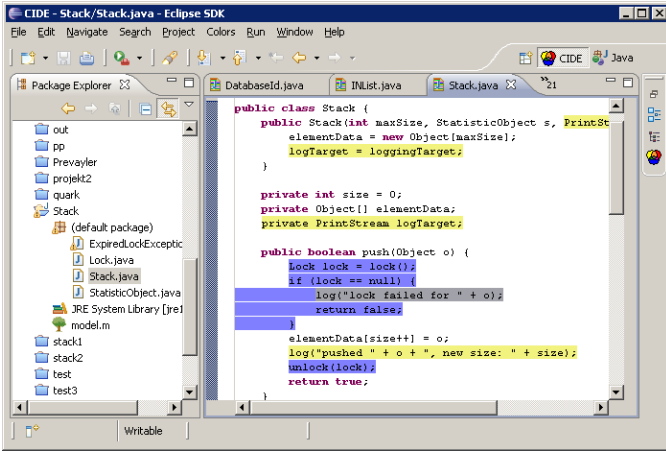 CIDE - Stack/Stack.java - Eclipse SDK
File Edit Navigate Search Project Colors Run Window Help
CIDE Java
Package Explorer
DatabaseId.java INList.java Stack.java »21
out
pp
Prevayler
projekt2
quark
Stack
(default package)
ExpiredLockExceptic
Lock.java
Stack.java
StatisticObject.java
JRE System Library [jre1
model.m
stack1
stack2
test
test3
public class Stack {
public Stack(int maxSize, StatisticObject s, PrintSt
elementData = new Object[maxSize];
logTarget = loggingTarget;
}
private int size = 0;
private Object[] elementData;
private PrintStream logTarget;
public boolean push(Object o) {
Lock lock = lock();
if (lock == null) {
log("lock failed for " + o);
return false;
}
elementData[size++] = o;
log("pushed " + o + ", new size: " + size);
unlock(lock);
return true;
}
Writable